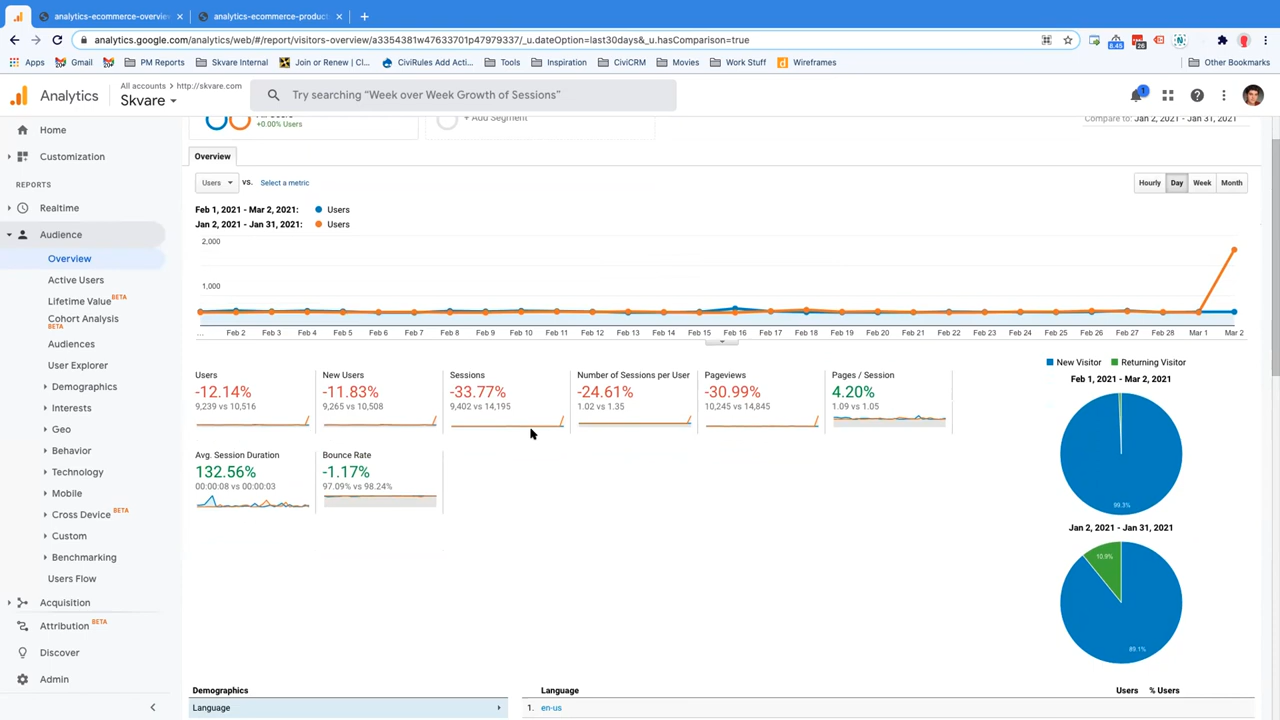 analytics-ecommerce-overvie
analytics-ecommerce-product
analytics.google.com/analytics/web/#/report/visitors-overview/a3354381w47633701p47979337/_u.dateOption=last30days&_u.hasComparison=true
8.45
26
Apps
Gmail
PM Reports
Skvare Internal
Join or Renew | Cl...
CiviRules Add Acti...
Tools
Inspiration
CiviCRM
Movies
Work Stuff
Wireframes
Other Bookmarks
Analytics
All accounts > http://skvare.com
Skvare
Try searching “Week over Week Growth of Sessions”
1
Home
Customization
REPORTS
Realtime
Audience
Overview
Active Users
Lifetime Value BETA
Cohort Analysis
BETA
Audiences
User Explorer
Demographics
Interests
Geo
Behavior
Technology
Mobile
Cross Device BETA
Custom
Benchmarking
Users Flow
Acquisition
Attribution BETA
Discover
Admin
All Users
+0.00% Users
+ Add Segment
Compare to: Jan 2, 2021 - Jan 31, 2021
Overview
Users
vs.
Select a metric
Hourly
Day
Week
Month
Feb 1, 2021 - Mar 2, 2021: Users
Jan 2, 2021 - Jan 31, 2021: Users
2,000
1,000
... Feb 2 Feb 3 Feb 4 Feb 5 Feb 6 Feb 7 Feb 8 Feb 9 Feb 10 Feb 11 Feb 12 Feb 13 Feb 14 Feb 15 Feb 16 Feb 17 Feb 18 Feb 19 Feb 20 Feb 21 Feb 22 Feb 23 Feb 24 Feb 25 Feb 26 Feb 27 Feb 28 Mar 1 Mar 2
Users
-12.14%
9,239 vs 10,516
New Users
-11.83%
9,265 vs 10,508
Sessions
-33.77%
9,402 vs 14,195
Number of Sessions per User
-24.61%
1.02 vs 1.35
Pageviews
-30.99%
10,245 vs 14,845
Pages / Session
4.20%
1.09 vs 1.05
Avg. Session Duration
132.56%
00:00:08 vs 00:00:03
Bounce Rate
-1.17%
97.09% vs 98.24%
New Visitor
Returning Visitor
Feb 1, 2021 - Mar 2, 2021
99.3%
Jan 2, 2021 - Jan 31, 2021
10.9%
89.1%
Demographics
Language
Language
Users
% Users
1. en-us